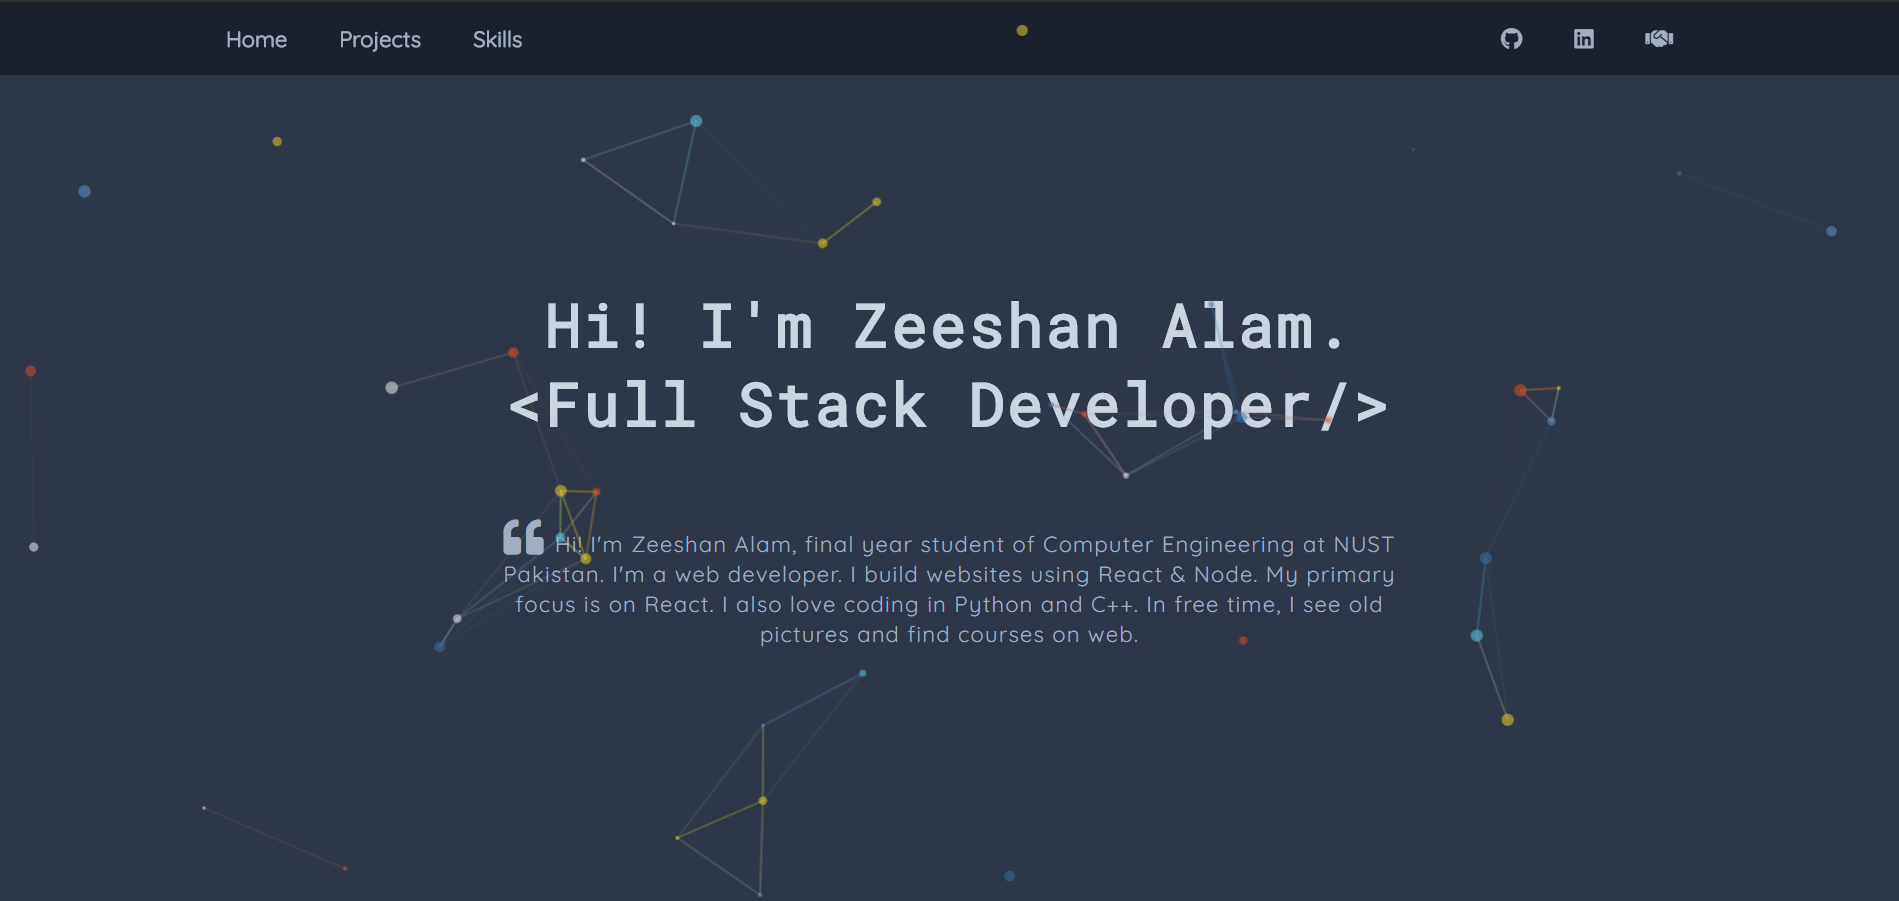 Home Projects Skills
Hi! I'm Zeeshan Alam.
<Full Stack Developer/>
Hi! I'm Zeeshan Alam, final year student of Computer Engineering at NUST
Pakistan. I'm a web developer. I build websites using React & Node. My primary
focus is on React. I also love coding in Python and C++. In free time, I see old
pictures and find courses on web.